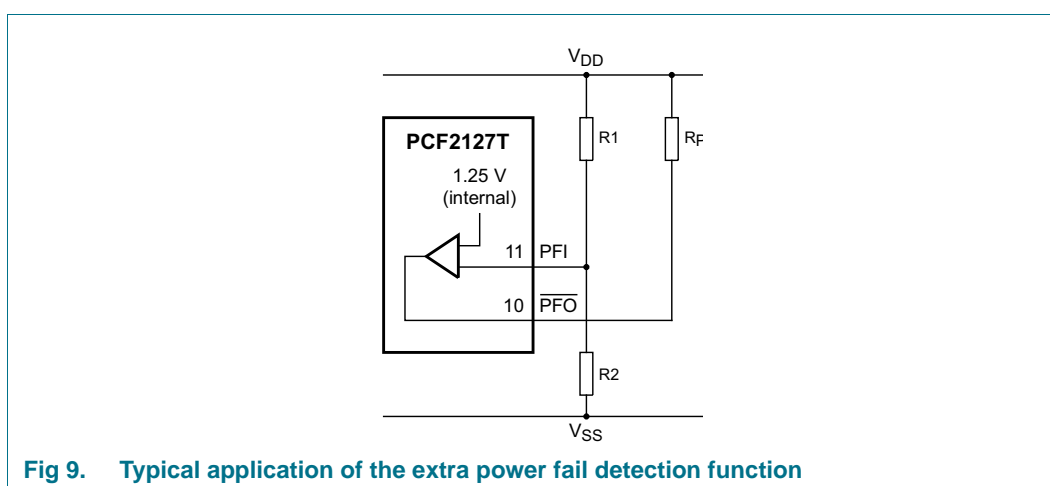 VDD
PCF2127T
R1
RP
1.25 V
(internal)
11 PFI
10 PFO
R2
VSS
Fig 9. Typical application of the extra power fail detection function